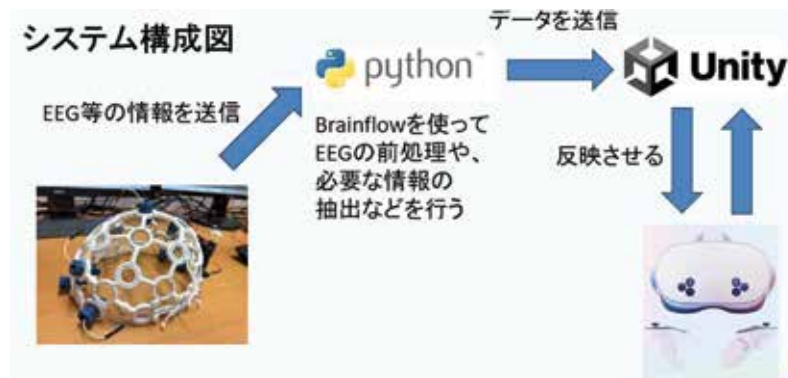 システム構成図
データを送信
python
Unity
EEG等の情報を送信
Brainflowを使って
EEGの前処理や、
必要な情報の
抽出などを行う
反映させる